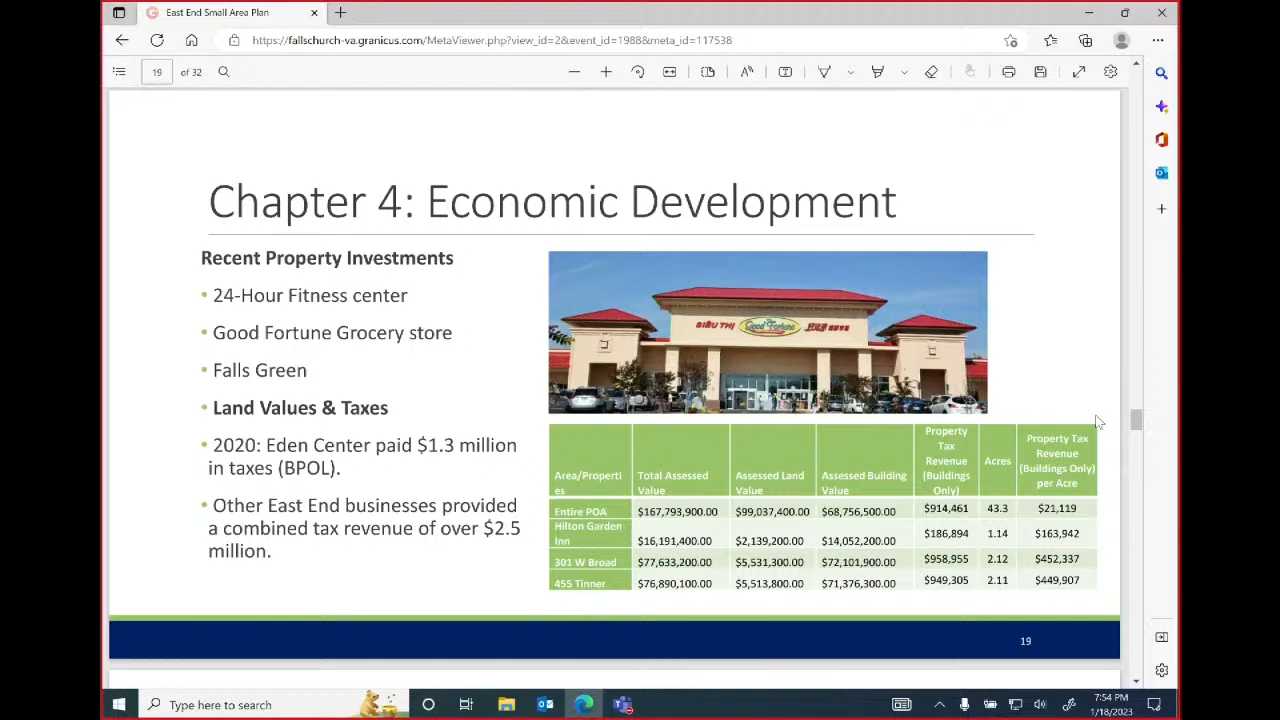 East End Small Area Plan
https://fallschurch-va.granicus.com/MetaViewer.php?view_id=2&event_id=1988&meta_id=117538
19 of 32
Chapter 4: Economic Development
Recent Property Investments
• 24-Hour Fitness center
• Good Fortune Grocery store
• Falls Green
• Land Values & Taxes
• 2020: Eden Center paid $1.3 million
in taxes (BPOL).
• Other East End businesses provided
a combined tax revenue of over $2.5
million.
SIÊU THỊ Good Fortune
Area/Properti
es
Total Assessed
Value
Assessed Land
Value
Assessed Building
Value
Property
Tax
Revenue
(Buildings
Only)
Acres
Property Tax
Revenue
(Buildings Only)
per Acre
Entire POA $167,793,900.00 $99,037,400.00 $68,756,500.00 $914,461 43.3 $21,119
Hilton Garden
Inn $16,191,400.00 $2,139,200.00 $14,052,200.00 $186,894 1.14 $163,942
301 W Broad $77,633,200.00 $5,531,300.00 $72,101,900.00 $958,955 2.12 $452,337
455 Tinner $76,890,100.00 $5,513,800.00 $71,376,300.00 $949,305 2.11 $449,907
19
Type here to search
7:54 PM
1/18/2023